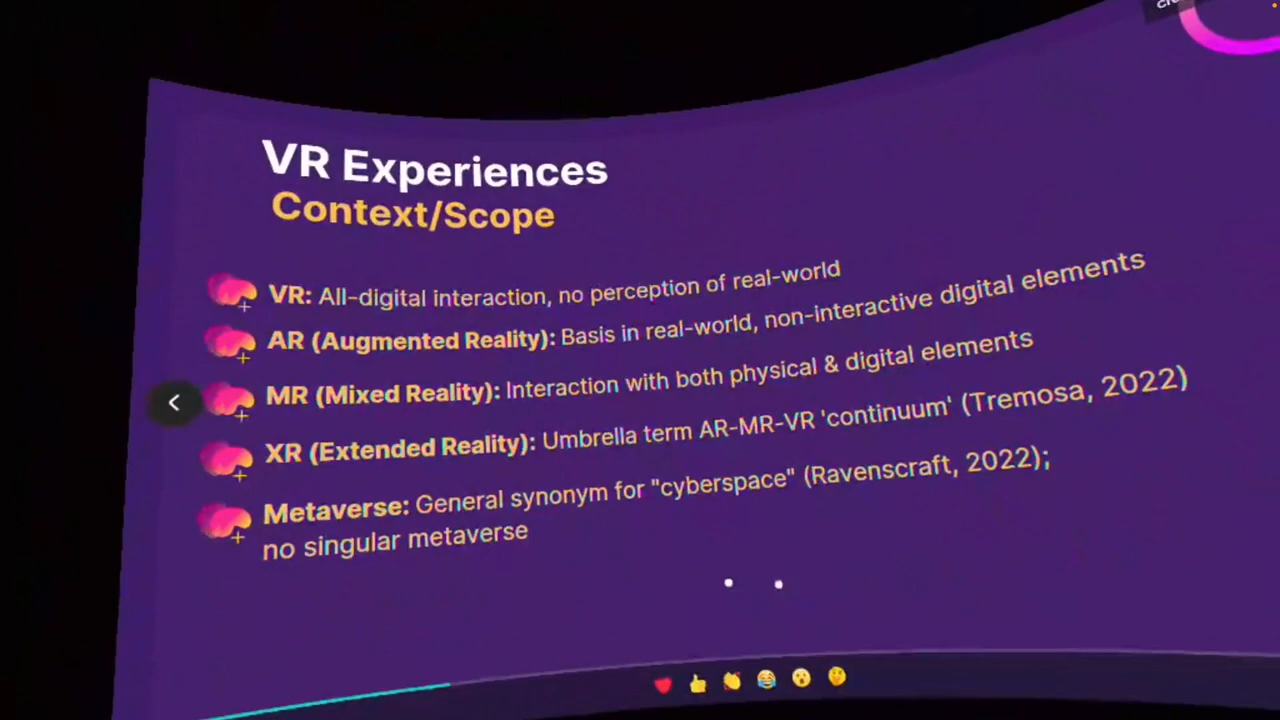 VR Experiences
Context/Scope
VR: All-digital interaction, no perception of real-world
AR (Augmented Reality): Basis in real-world, non-interactive digital elements
MR (Mixed Reality): Interaction with both physical & digital elements
XR (Extended Reality): Umbrella term AR-MR-VR 'continuum' (Tremosa, 2022)
Metaverse: General synonym for "cyberspace" (Ravenscraft, 2022);
no singular metaverse